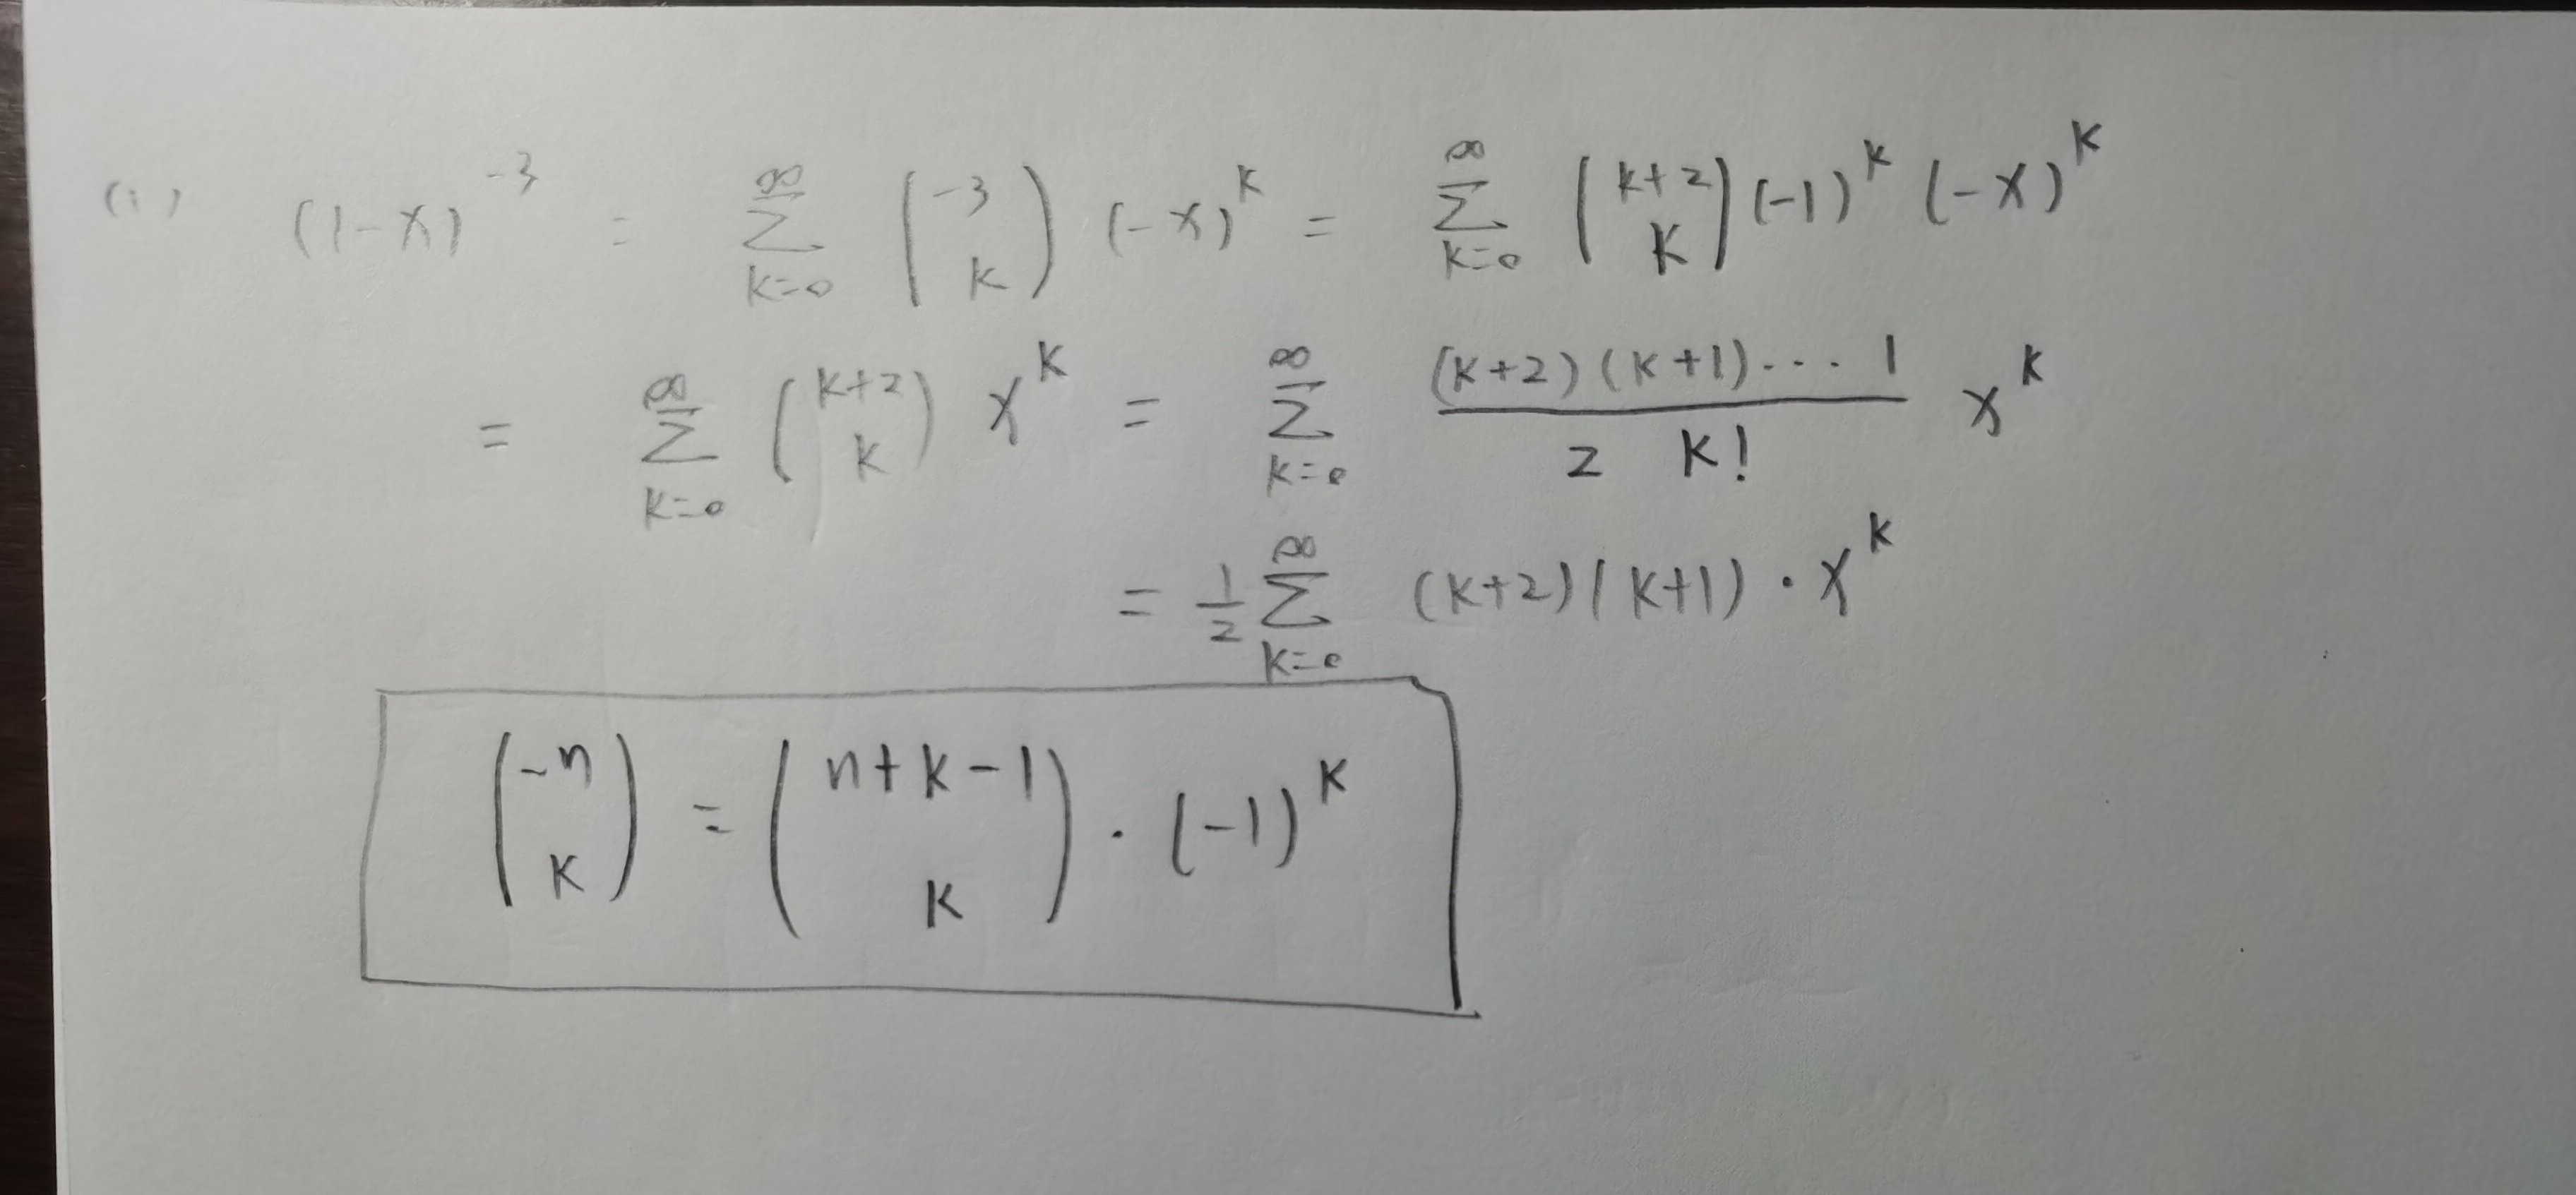 (i) (1-x)^{-3} = \sum_{k=0}^{\infty} \binom{-3}{k} (-x)^k = \sum_{k=0}^{\infty} \binom{k+2}{k} (-1)^k (-x)^k
= \sum_{k=0}^{\infty} \binom{k+2}{k} x^k = \sum_{k=0}^{\infty} \frac{(k+2)(k+1)\cdots 1}{2 \, k!} x^k
= \frac{1}{2} \sum_{k=0}^{\infty} (k+2)(k+1) \cdot x^k
\binom{-n}{k} = \binom{n+k-1}{k} \cdot (-1)^k